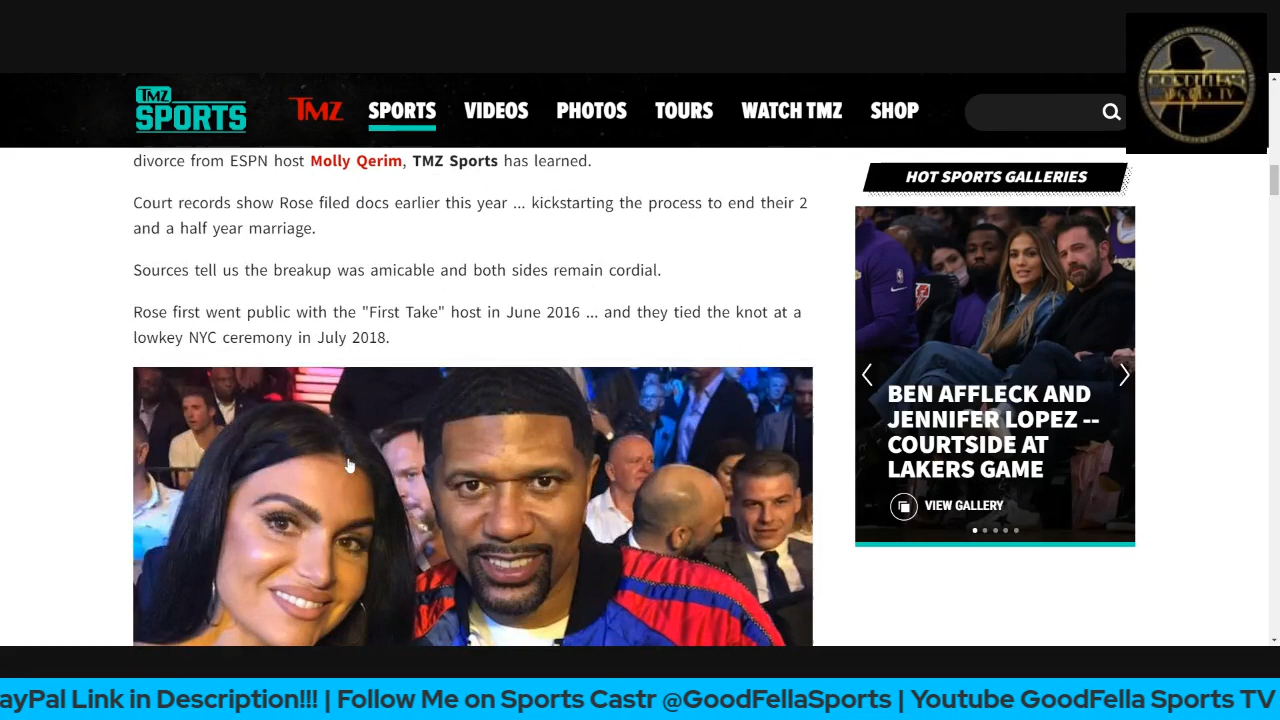 TMZ
SPORTS
TMZ
SPORTS
VIDEOS
PHOTOS
TOURS
WATCH TMZ
SHOP
divorce from ESPN host Molly Qerim, TMZ Sports has learned.
Court records show Rose filed docs earlier this year ... kickstarting the process to end their 2
and a half year marriage.
Sources tell us the breakup was amicable and both sides remain cordial.
Rose first went public with the "First Take" host in June 2016 ... and they tied the knot at a
lowkey NYC ceremony in July 2018.
HOT SPORTS GALLERIES
BEN AFFLECK AND
JENNIFER LOPEZ --
COURTSIDE AT
LAKERS GAME
VIEW GALLERY
GOODFELLA'S
SPORTS TV
ayPal Link in Description!!! | Follow Me on Sports Castr @GoodFellaSports | Youtube GoodFella Sports TV